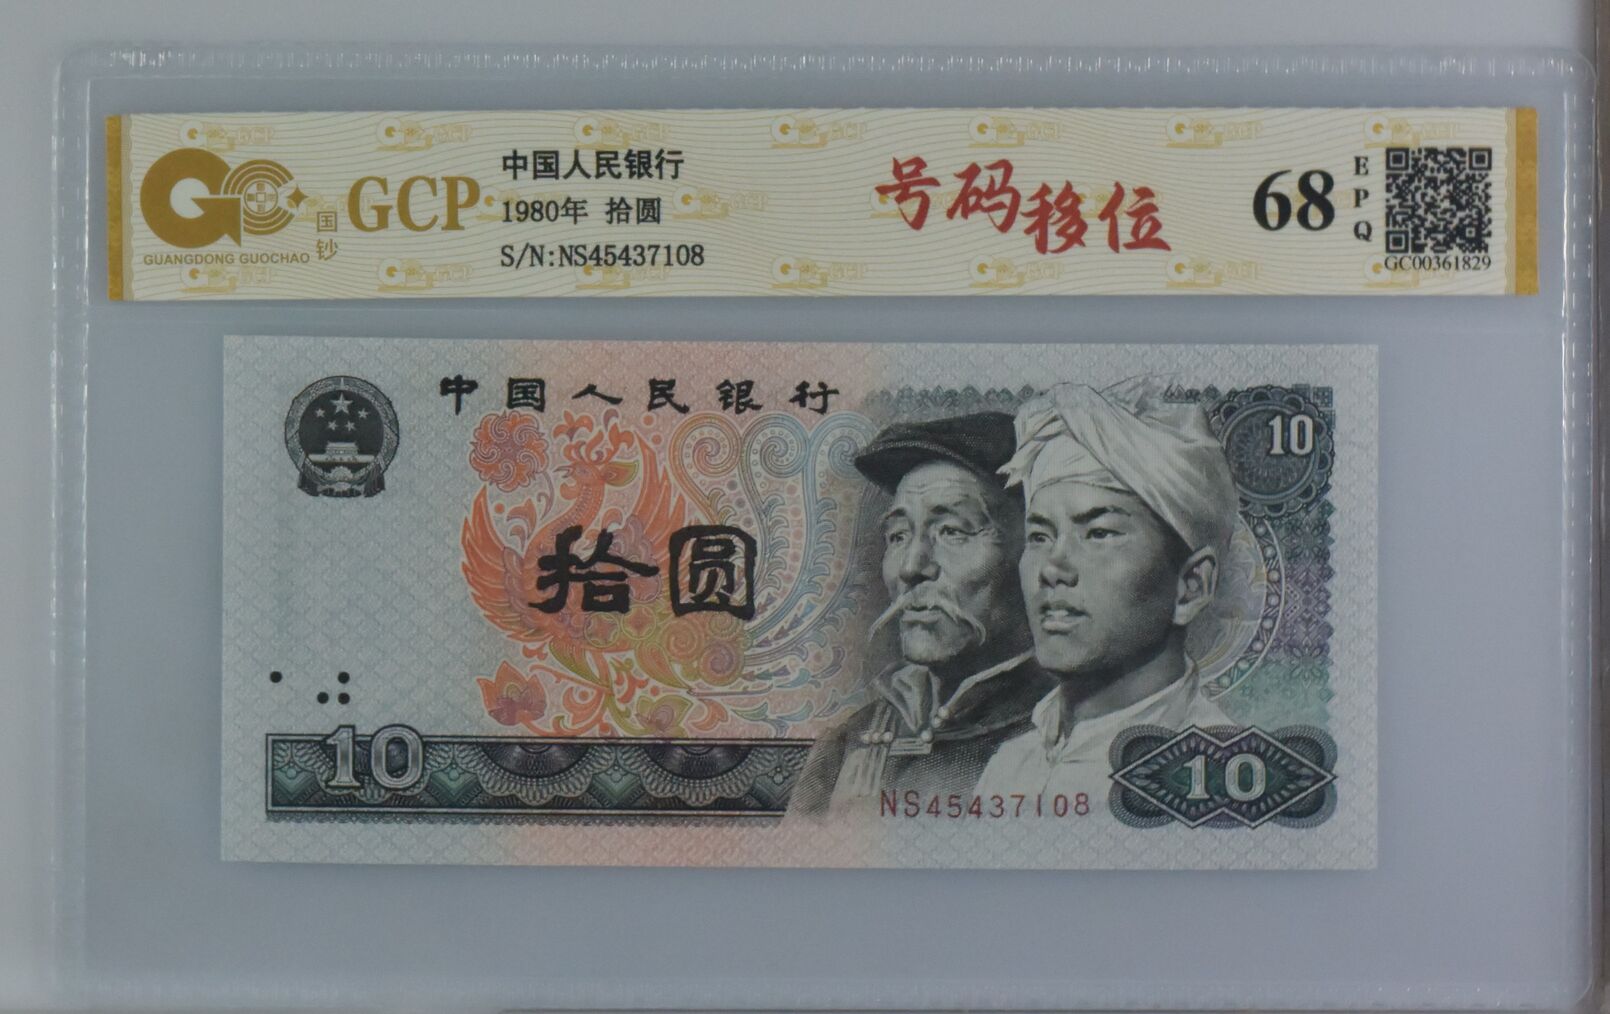 GCP
GUANGDONG GUOCHAO
国钞
中国人民银行
1980年 拾圆
S/N:NS45437108
号码移位
68
EPQ
GC00361829
中国人民银行
10
拾圆
10
NS45437108
10